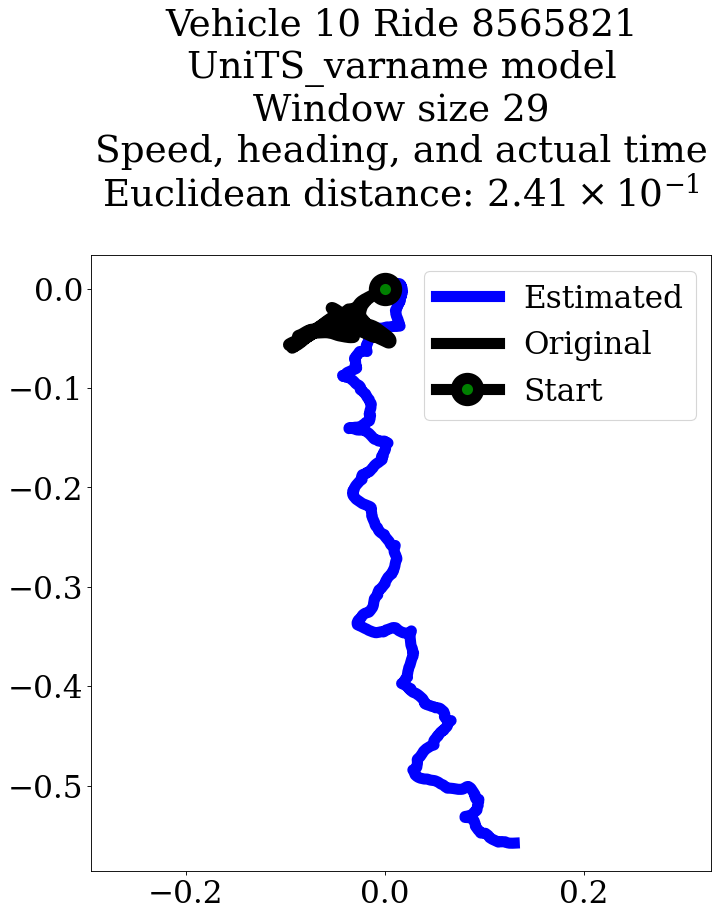 Vehicle 10 Ride 8565821
UniTS_varname model
Window size 29
Speed, heading, and actual time
Euclidean distance: 2.41 × 10⁻¹
Estimated
Original
Start
0.0
−0.1
−0.2
−0.3
−0.4
−0.5
−0.2 0.0 0.2